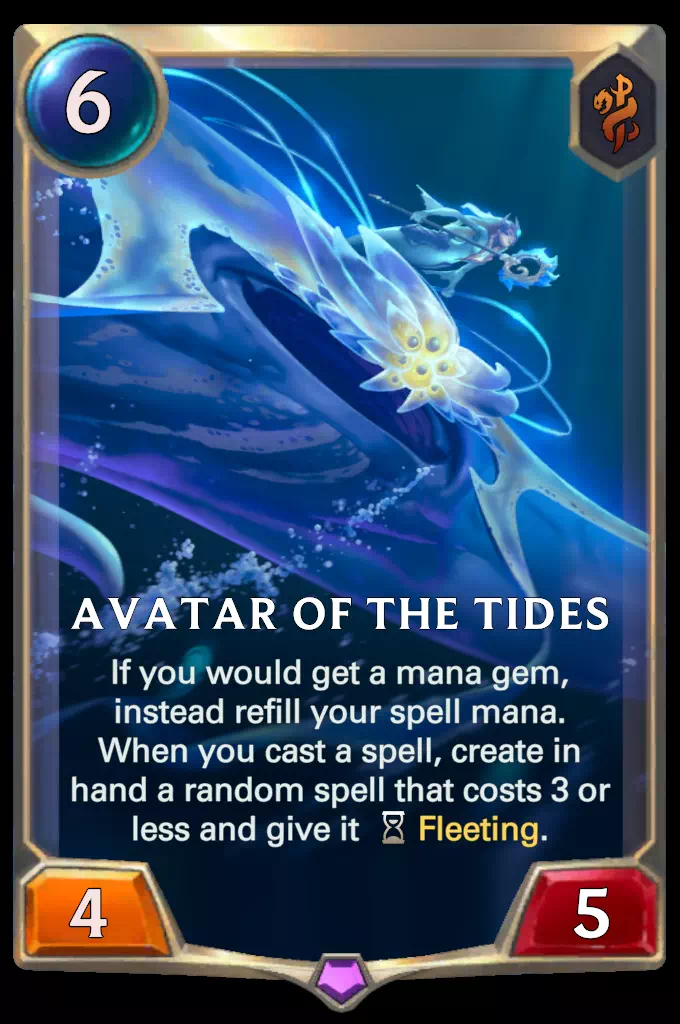 6
AVATAR OF THE TIDES
If you would get a mana gem,
instead refill your spell mana.
When you cast a spell, create in
hand a random spell that costs 3 or
less and give it Fleeting.
4
5